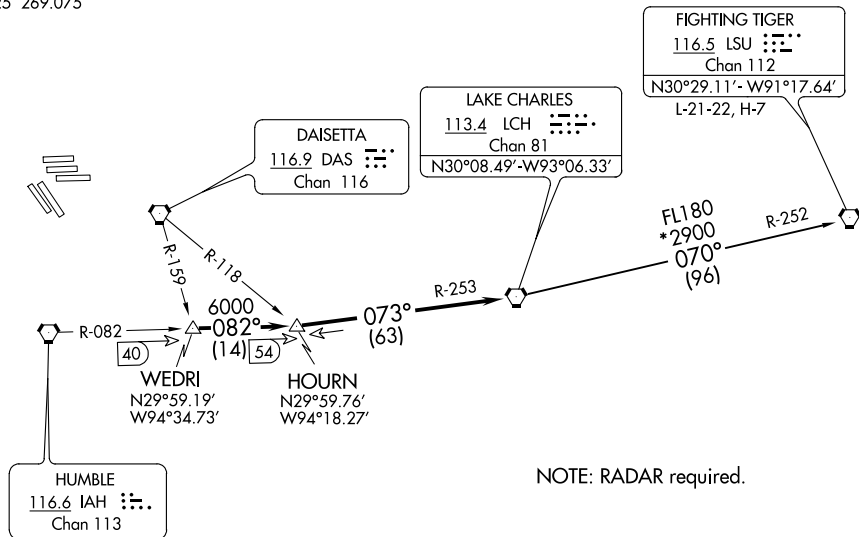 269.075
FIGHTING TIGER
116.5 LSU
Chan 112
N30°29.11'- W91°17.64'
L-21-22, H-7
LAKE CHARLES
113.4 LCH
Chan 81
N30°08.49'-W93°06.33'
DAISETTA
116.9 DAS
Chan 116
FL180
*2900
070°
(96)
R-252
R-159
R-118
R-253
073°
(63)
6000
082°
(14)
R-082
40
54
WEDRI
N29°59.19'
W94°34.73'
HOURN
N29°59.76'
W94°18.27'
HUMBLE
116.6 IAH
Chan 113
NOTE: RADAR required.